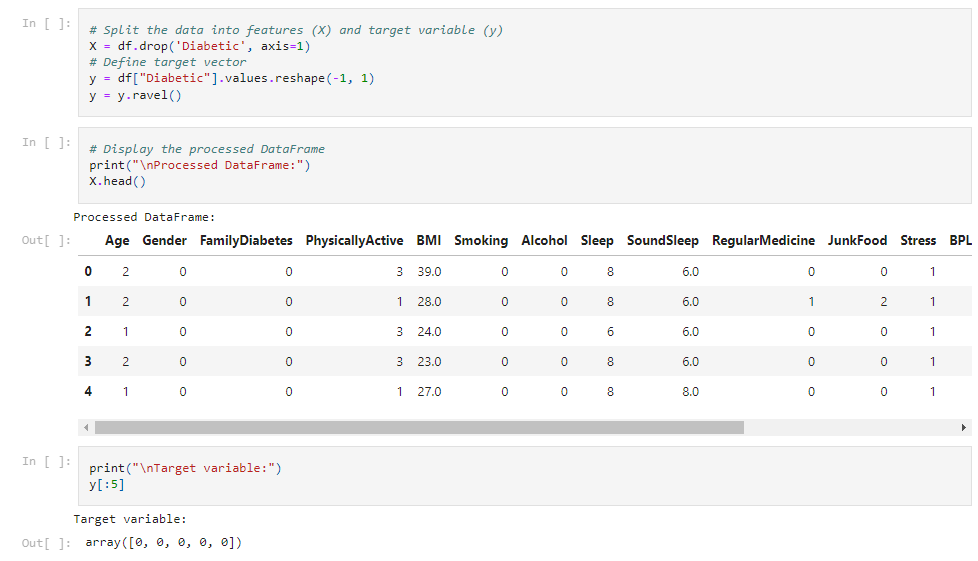 In [ ]:
# Split the data into features (X) and target variable (y)
X = df.drop('Diabetic', axis=1)
# Define target vector
y = df["Diabetic"].values.reshape(-1, 1)
y = y.ravel()
In [ ]:
# Display the processed DataFrame
print("\nProcessed DataFrame:")
X.head()
Processed DataFrame:
Out[ ]:
Age Gender FamilyDiabetes PhysicallyActive BMI Smoking Alcohol Sleep SoundSleep RegularMedicine JunkFood Stress BPL
0 2 0 0 3 39.0 0 0 8 6.0 0 0 1
1 2 0 0 1 28.0 0 0 8 6.0 1 2 1
2 1 0 0 3 24.0 0 0 6 6.0 0 0 1
3 2 0 0 3 23.0 0 0 8 6.0 0 0 1
4 1 0 0 1 27.0 0 0 8 8.0 0 0 1
In [ ]:
print("\nTarget variable:")
y[:5]
Target variable:
Out[ ]: array([0, 0, 0, 0, 0])